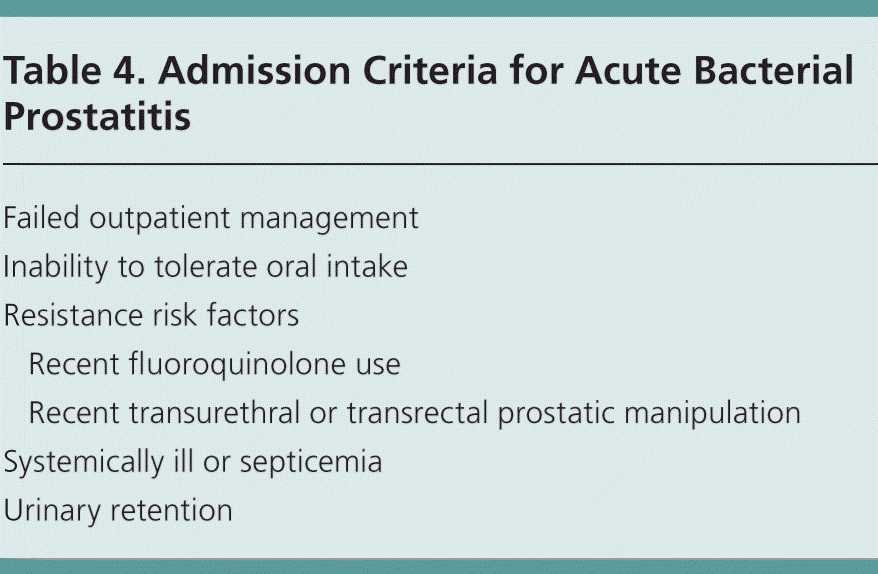 Table 4. Admission Criteria for Acute Bacterial
Prostatitis
Failed outpatient management
Inability to tolerate oral intake
Resistance risk factors
Recent fluoroquinolone use
Recent transurethral or transrectal prostatic manipulation
Systemically ill or septicemia
Urinary retention